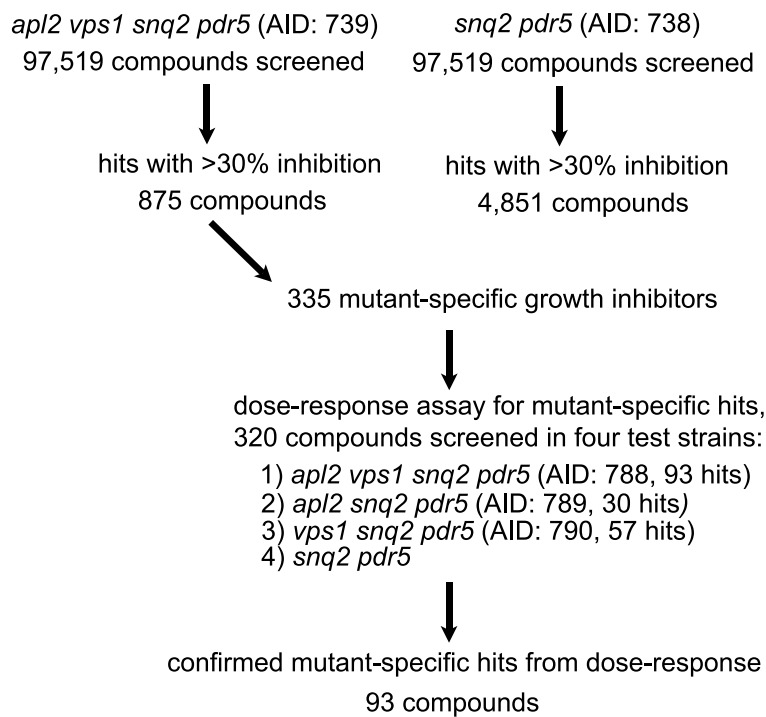 apl2 vps1 snq2 pdr5 (AID: 739)
97,519 compounds screened
snq2 pdr5 (AID: 738)
97,519 compounds screened
hits with >30% inhibition
875 compounds
hits with >30% inhibition
4,851 compounds
335 mutant-specific growth inhibitors
dose-response assay for mutant-specific hits,
320 compounds screened in four test strains:
1) apl2 vps1 snq2 pdr5 (AID: 788, 93 hits)
2) apl2 snq2 pdr5 (AID: 789, 30 hits)
3) vps1 snq2 pdr5 (AID: 790, 57 hits)
4) snq2 pdr5
confirmed mutant-specific hits from dose-response
93 compounds